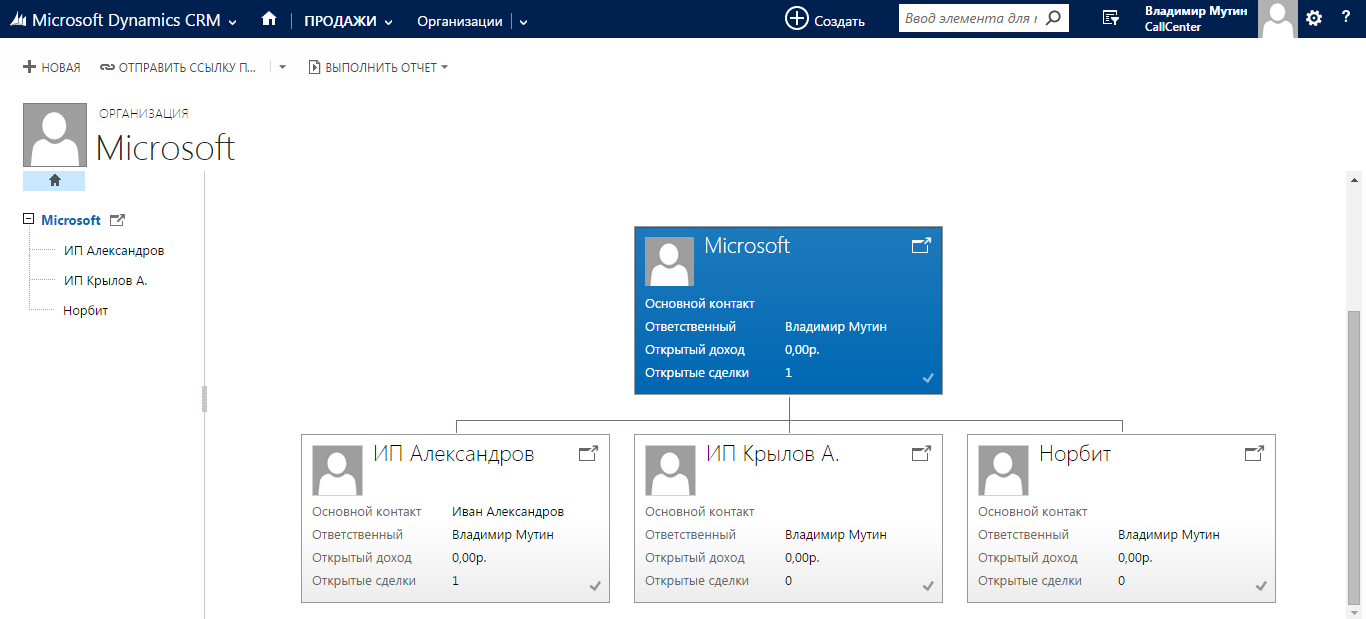 Microsoft Dynamics CRM
ПРОДАЖИ
Организации
Создать
Ввод элемента для
Владимир Мутин
CallCenter
?
НОВАЯ
ОТПРАВИТЬ ССЫЛКУ П...
ВЫПОЛНИТЬ ОТЧЕТ
ОРГАНИЗАЦИЯ
Microsoft
Microsoft
ИП Александров
ИП Крылов А.
Норбит
Microsoft
Основной контакт
Ответственный Владимир Мутин
Открытый доход 0,00р.
Открытые сделки 1
ИП Александров
Основной контакт Иван Александров
Ответственный Владимир Мутин
Открытый доход 0,00р.
Открытые сделки 1
ИП Крылов А.
Основной контакт
Ответственный Владимир Мутин
Открытый доход 0,00р.
Открытые сделки 0
Норбит
Основной контакт
Ответственный Владимир Мутин
Открытый доход 0,00р.
Открытые сделки 0